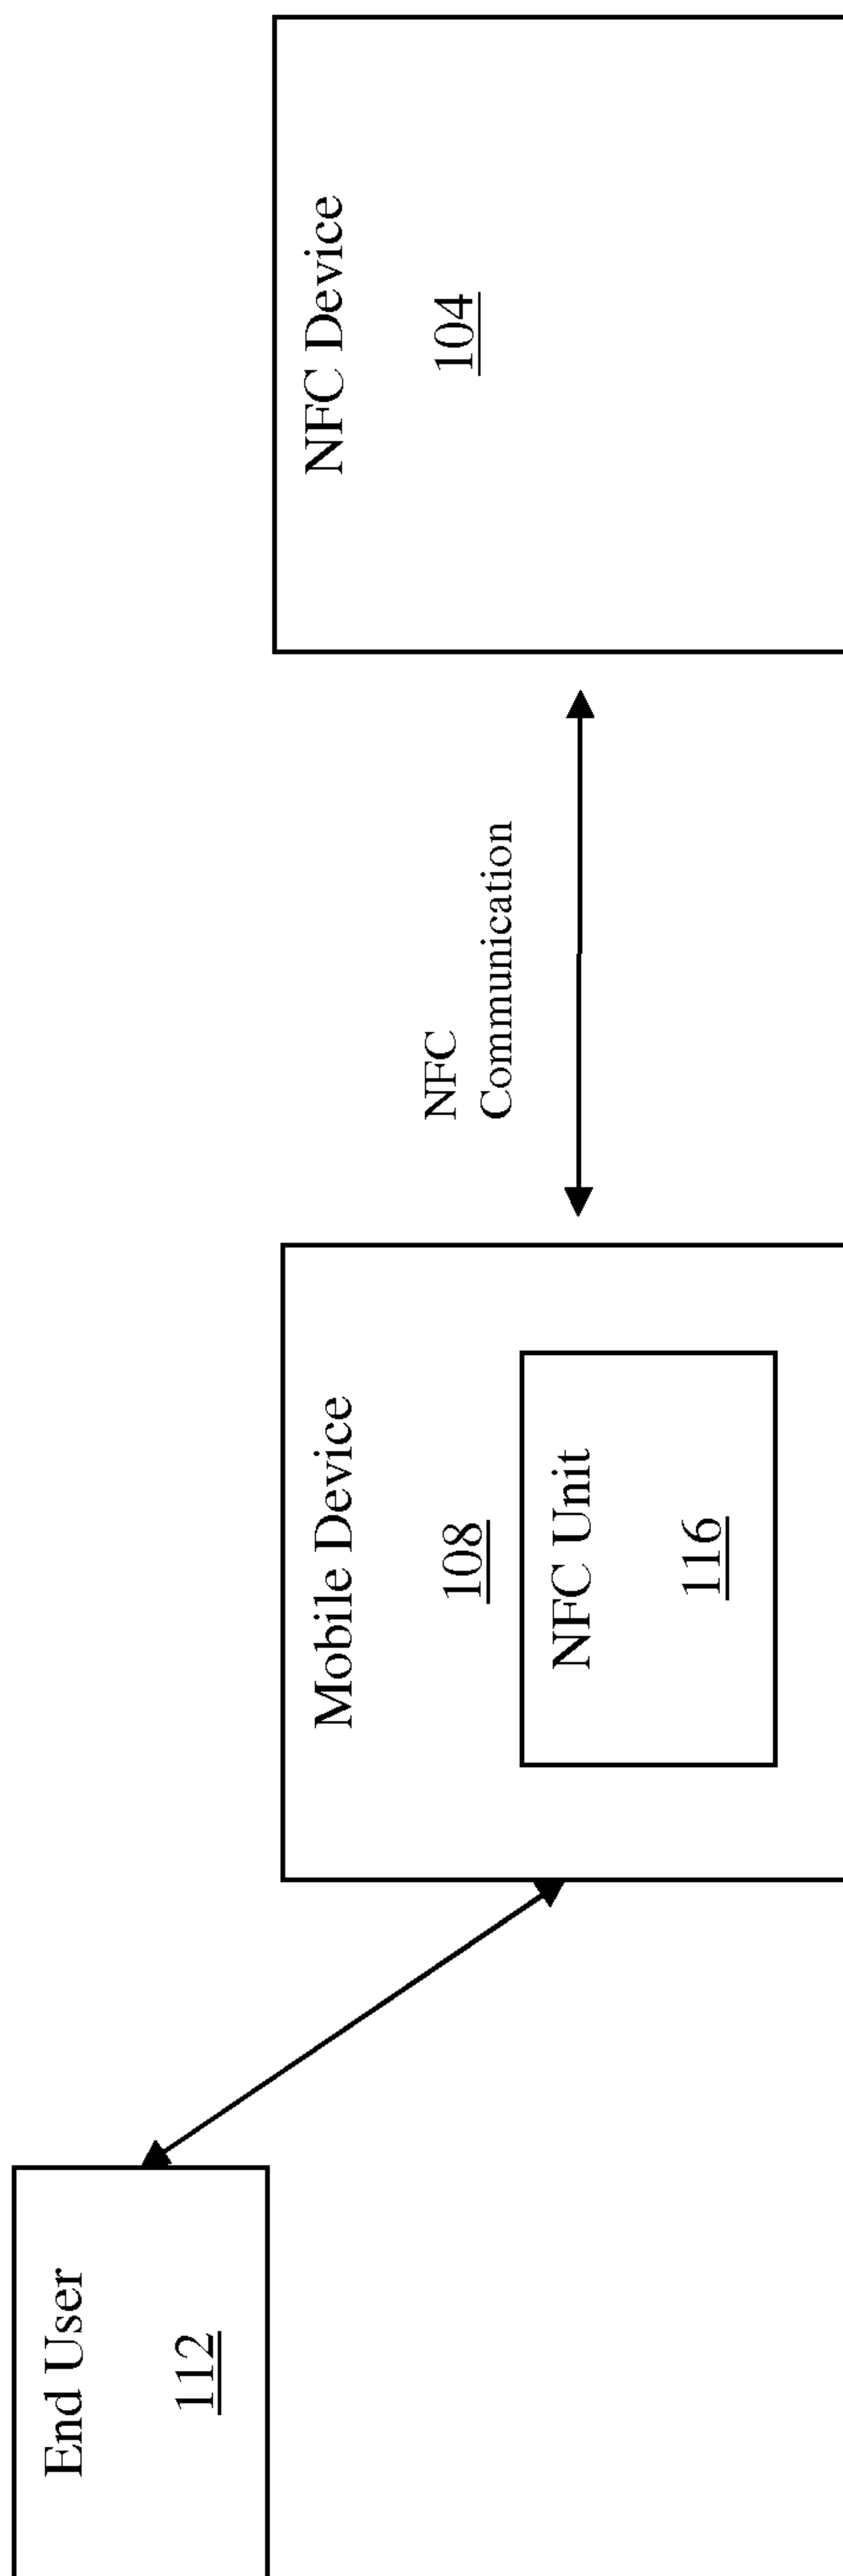 End User
112
Mobile Device
108
NFC Unit
116
NFC
Communication
NFC Device
104